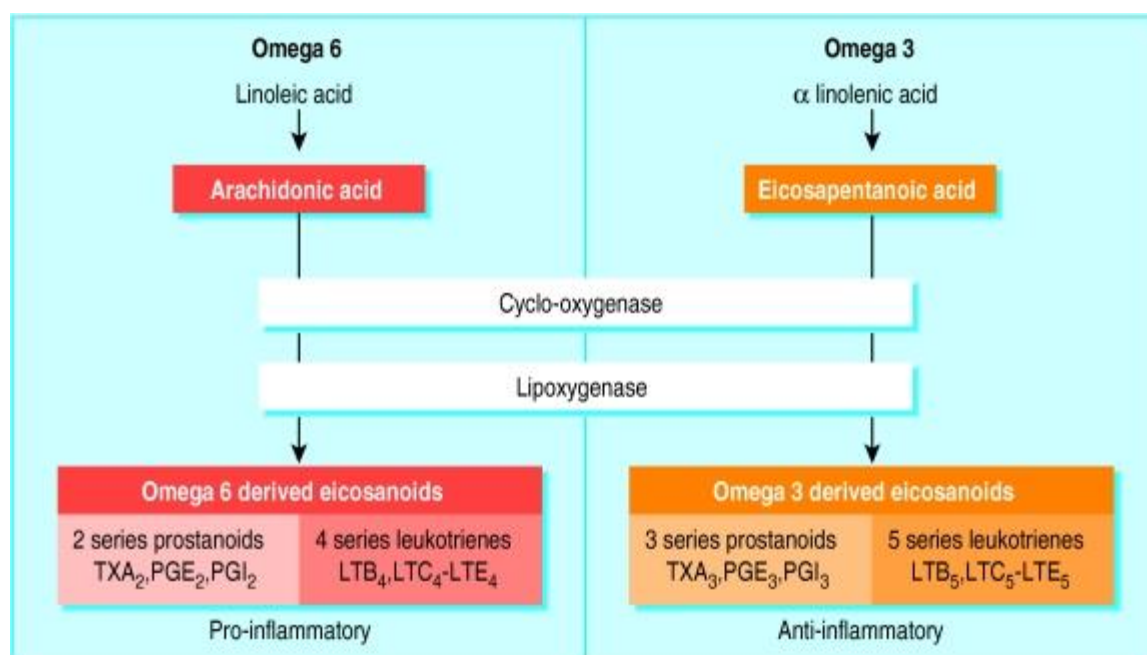 Omega 6
Linoleic acid
Arachidonic acid
Omega 3
α linolenic acid
Eicosapentanoic acid
Cyclo-oxygenase
Lipoxygenase
Omega 6 derived eicosanoids
2 series prostanoids
TXA₂,PGE₂,PGI₂
4 series leukotrienes
LTB₄,LTC₄-LTE₄
Pro-inflammatory
Omega 3 derived eicosanoids
3 series prostanoids
TXA₃,PGE₃,PGI₃
5 series leukotrienes
LTB₅,LTC₅-LTE₅
Anti-inflammatory